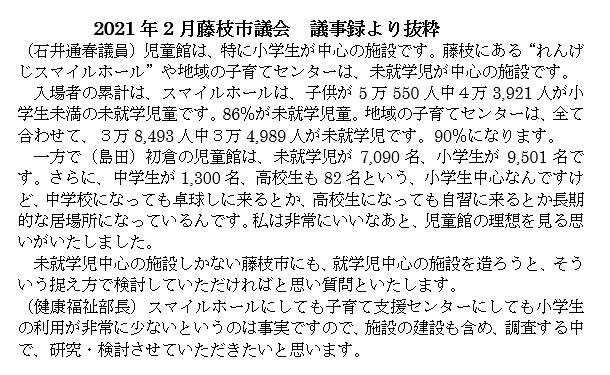 2021年2月藤枝市議会　議事録より抜粋
（石井通春議員）児童館は、特に小学生が中心の施設です。藤枝にある“れんげ
じスマイルホール”や地域の子育てセンターは、未就学児が中心の施設です。
　入場者の累計は、スマイルホールは、子供が５万550人中４万3,921人が小
学生未満の未就学児童です。86％が未就学児童。地域の子育てセンターは、全て
合わせて、３万8,493人中３万4,989人が未就学児です。90％になります。
　一方で（島田）初倉の児童館は、未就学児が7,090名、小学生が9,501名で
す。さらに、中学生が1,300名、高校生も82名という、小学生中心なんですけ
ど、中学校になっても卓球しに来るとか、高校生になっても自習に来るとか長期
的な居場所になっているんです。私は非常にいいなあと、児童館の理想を見る思
いがいたしました。
　未就学児中心の施設しかない藤枝市にも、就学児中心の施設を造ろうと、そう
いう捉え方で検討していただければと思い質問といたします。
（健康福祉部長）スマイルホールにしても子育て支援センターにしても小学生
の利用が非常に少ないというのは事実ですので、施設の建設も含め、調査する中
で、研究・検討させていただきたいと思います。